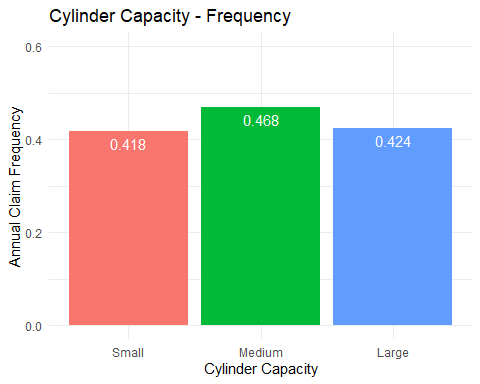 Cylinder Capacity - Frequency
0.6
0.4
0.2
0.0
Annual Claim Frequency
0.418
0.468
0.424
Small
Medium
Large
Cylinder Capacity